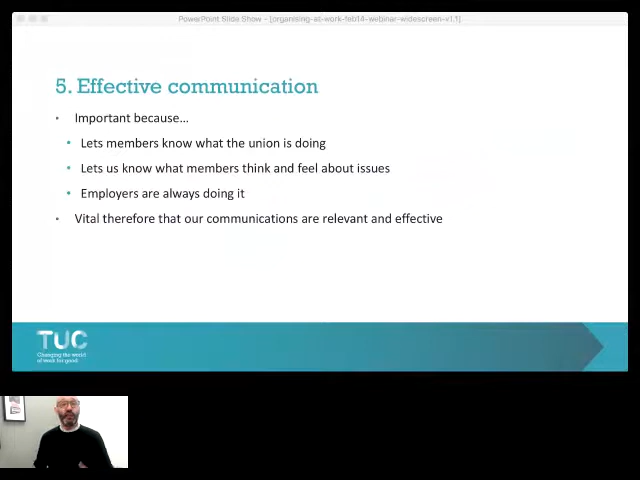 PowerPoint Slide Show - [organising-at-work-feb14-webinar-widescreen-v1.1]
5. Effective communication
• Important because...
• Lets members know what the union is doing
• Lets us know what members think and feel about issues
• Employers are always doing it
• Vital therefore that our communications are relevant and effective
TUC
Changing the world
of work for good